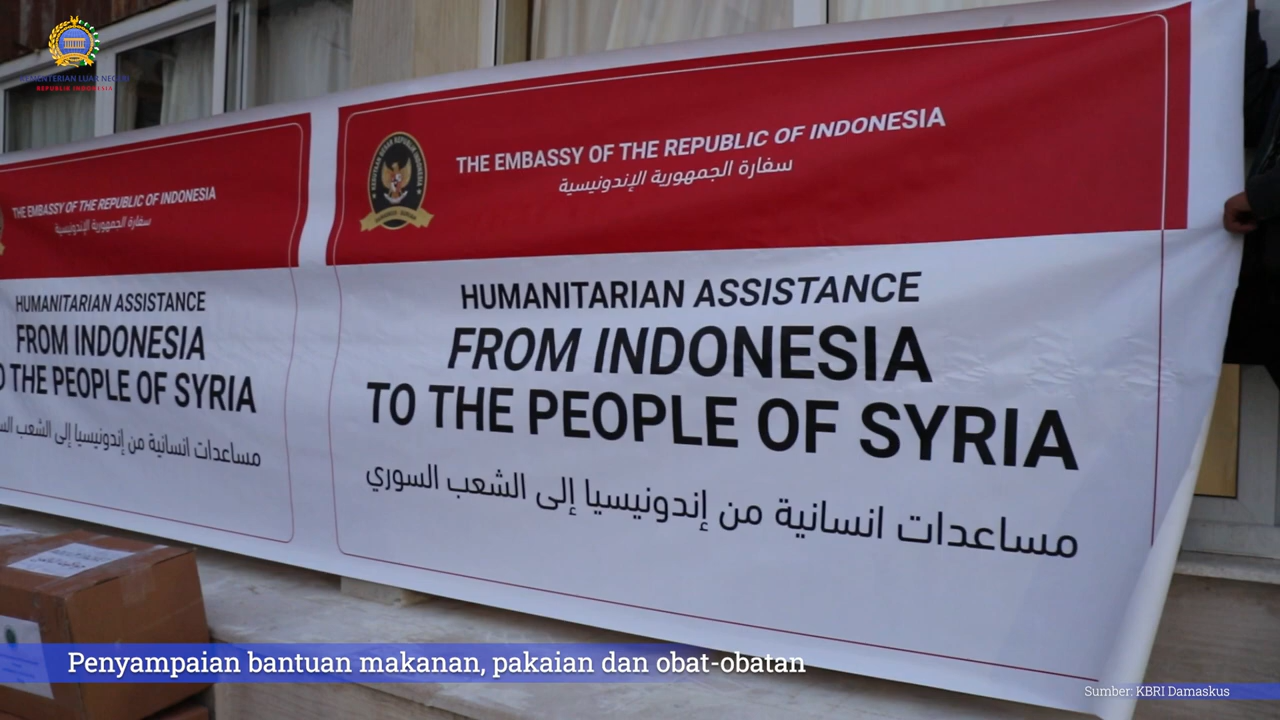 KEMENTERIAN LUAR NEGERI
REPUBLIK INDONESIA
THE EMBASSY OF THE REPUBLIC OF INDONESIA
سفارة الجمهورية الإندونيسية
HUMANITARIAN ASSISTANCE
FROM INDONESIA
TO THE PEOPLE OF SYRIA
مساعدات انسانية من إندونيسيا إلى الشعب السوري
THE EMBASSY OF THE REPUBLIC OF INDONESIA
سفارة الجمهورية الإندونيسية
HUMANITARIAN ASSISTANCE
FROM INDONESIA
TO THE PEOPLE OF SYRIA
مساعدات انسانية من إندونيسيا إلى الشعب
Penyampaian bantuan makanan, pakaian dan obat-obatan
Sumber: KBRI Damaskus